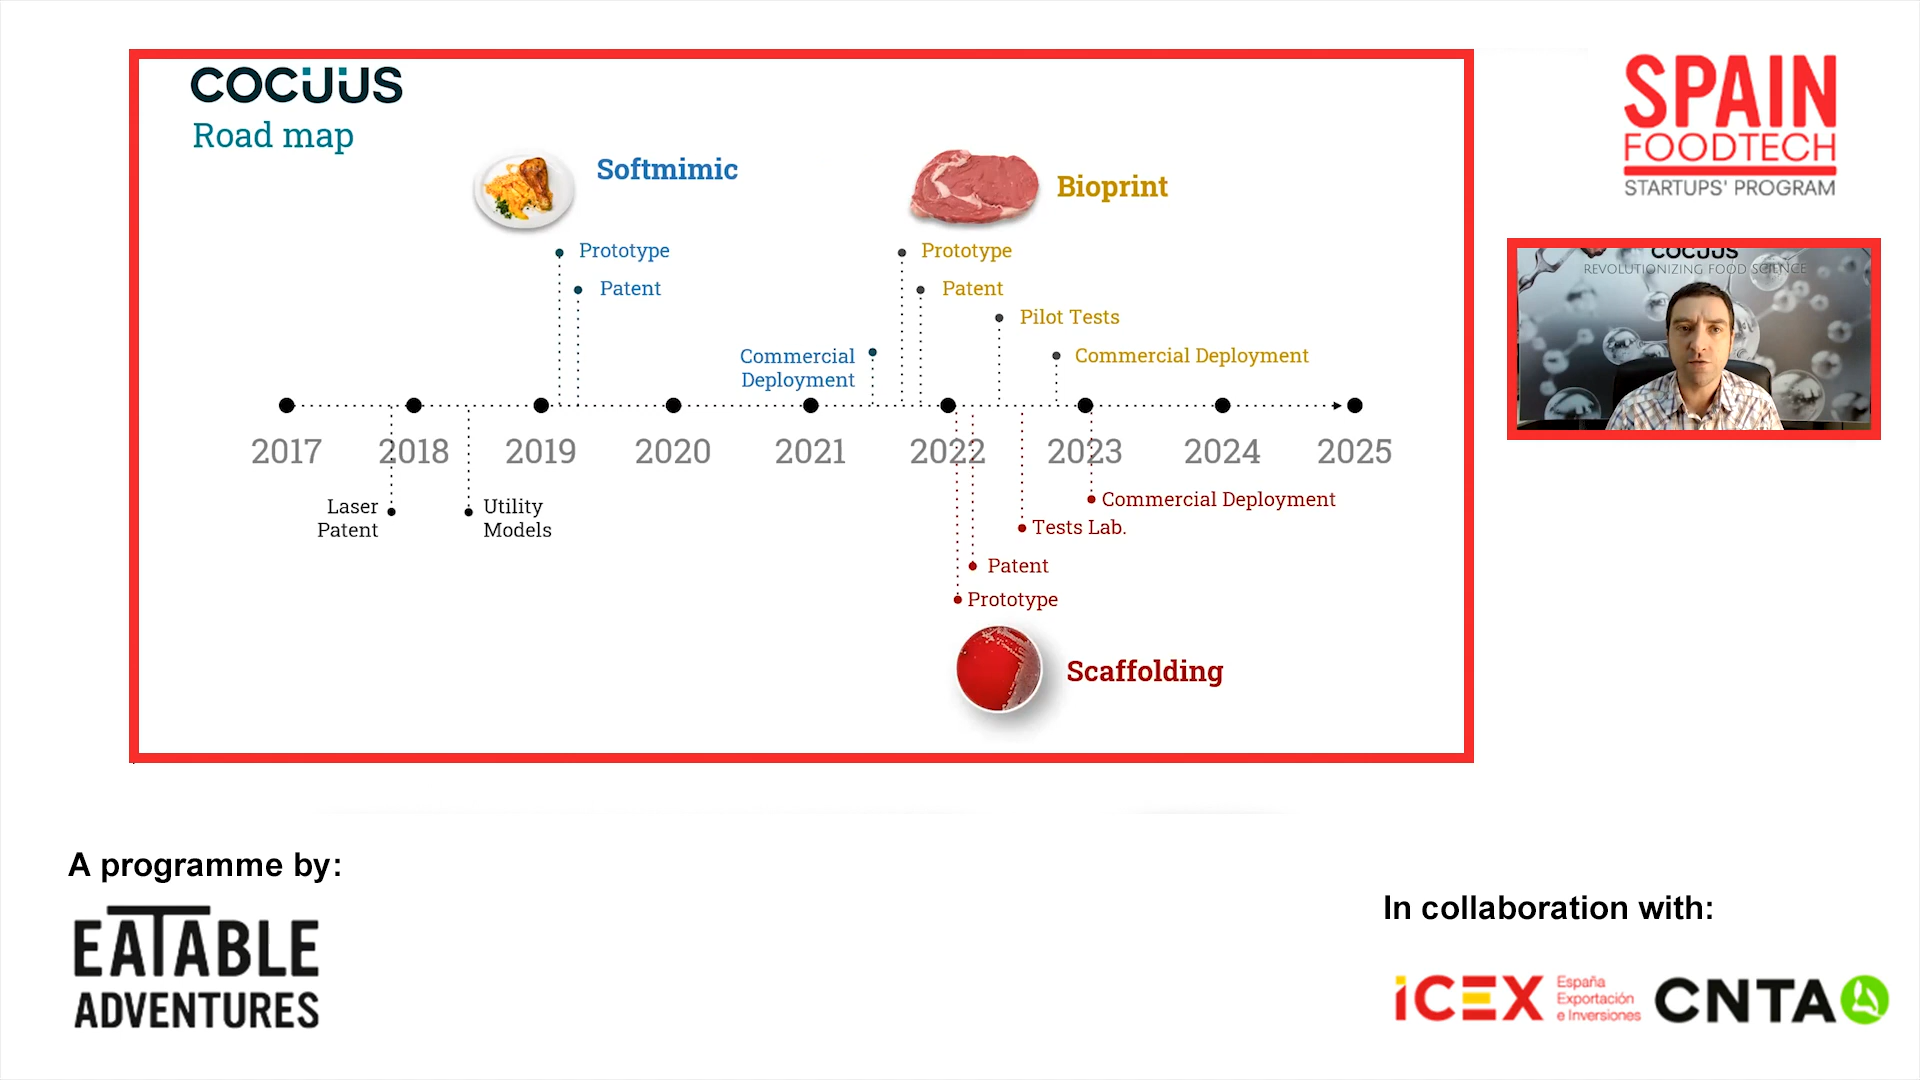 COCUUS
Road map
Softmimic
Bioprint
Prototype
Patent
Commercial
Deployment
Prototype
Patent
Pilot Tests
Commercial Deployment
2017
2018
2019
2020
2021
2022
2023
2024
2025
Laser
Patent
Utility
Models
Commercial Deployment
Tests Lab.
Patent
Prototype
Scaffolding
SPAIN
FOODTECH
STARTUPS' PROGRAM
COCUUS
REVOLUTIONIZING FOOD SCIENCE
A programme by:
EATABLE
ADVENTURES
In collaboration with:
iCEX
España
Exportación
e Inversiones
CNTA